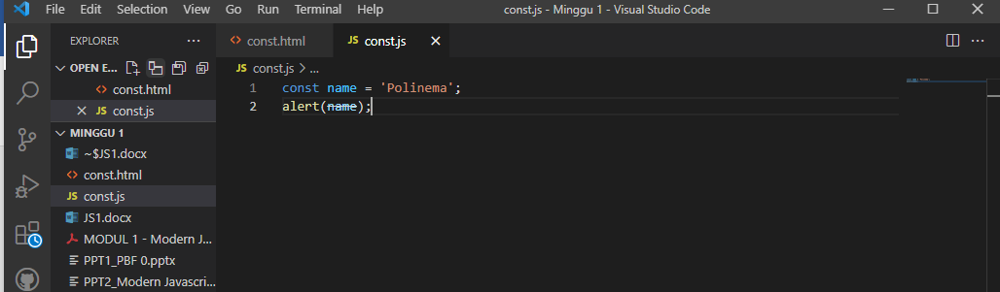 File Edit Selection View Go Run Terminal Help const.js - Minggu 1 - Visual Studio Code
EXPLORER ...
<> const.html
JS const.js
JS const.js > ...
OPEN E...
<> const.html
JS const.js
MINGGU 1
~$JS1.docx
<> const.html
JS const.js
JS1.docx
MODUL 1 - Modern J...
PPT1_PBF 0.pptx
PPT2_Modern Javascri...
1 const name = 'Polinema';
2 alert(name);